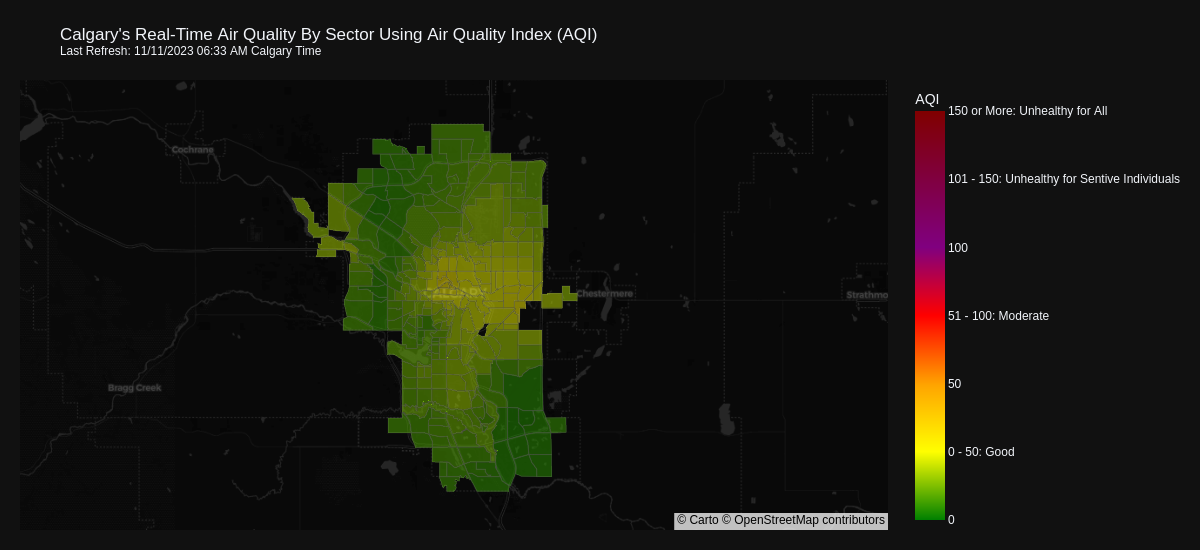 Calgary's Real-Time Air Quality By Sector Using Air Quality Index (AQI)
Last Refresh: 11/11/2023 06:33 AM Calgary Time
AQI
150 or More: Unhealthy for All
101 - 150: Unhealthy for Sentive Individuals
100
51 - 100: Moderate
50
0 - 50: Good
0
Cochrane
Chestermere
Strathmo
Bragg Creek
© Carto © OpenStreetMap contributors